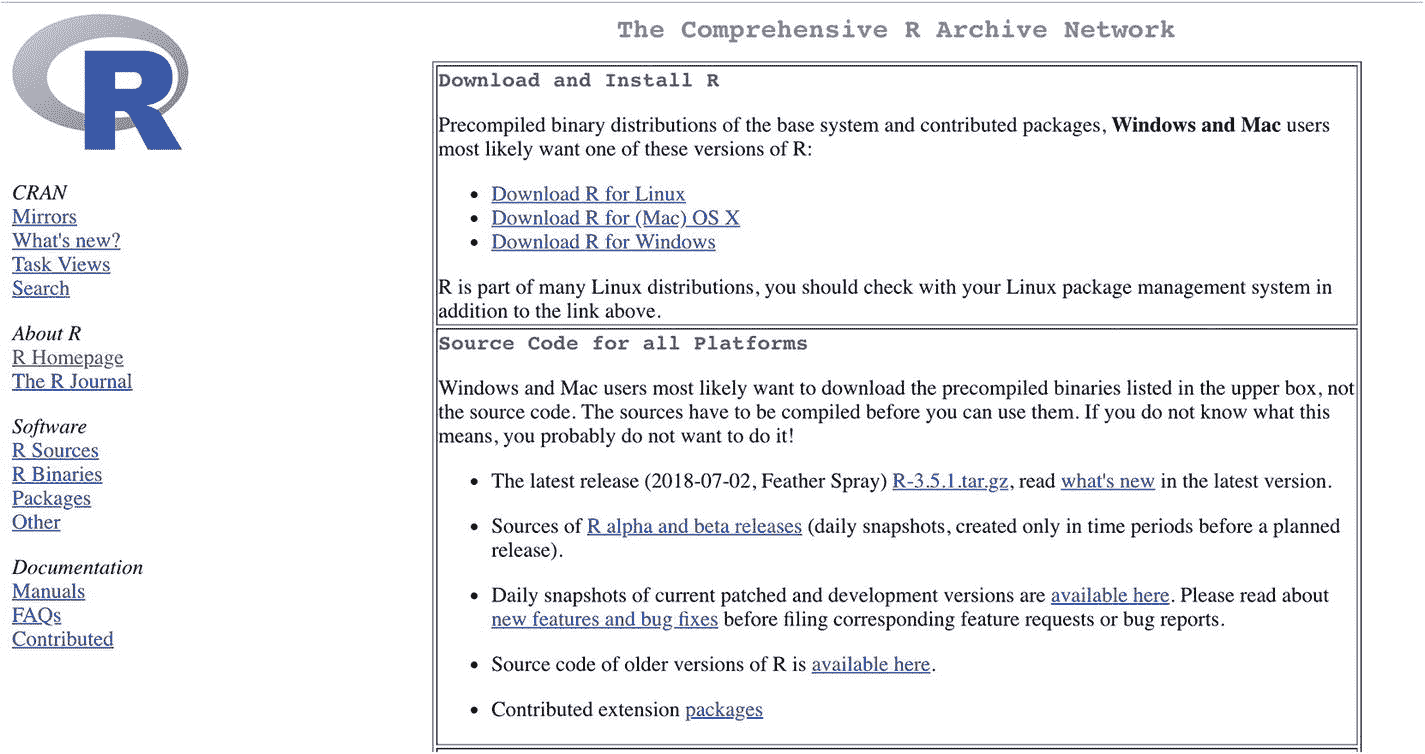 R
CRAN
Mirrors
What's new?
Task Views
Search
About R
R Homepage
The R Journal
Software
R Sources
R Binaries
Packages
Other
Documentation
Manuals
FAQs
Contributed
The Comprehensive R Archive Network
Download and Install R
Precompiled binary distributions of the base system and contributed packages, Windows and Mac users
most likely want one of these versions of R:
• Download R for Linux
• Download R for (Mac) OS X
• Download R for Windows
R is part of many Linux distributions, you should check with your Linux package management system in
addition to the link above.
Source Code for all Platforms
Windows and Mac users most likely want to download the precompiled binaries listed in the upper box, not
the source code. The sources have to be compiled before you can use them. If you do not know what this
means, you probably do not want to do it!
• The latest release (2018-07-02, Feather Spray) R-3.5.1.tar.gz, read what's new in the latest version.
• Sources of R alpha and beta releases (daily snapshots, created only in time periods before a planned
release).
• Daily snapshots of current patched and development versions are available here. Please read about
new features and bug fixes before filing corresponding feature requests or bug reports.
• Source code of older versions of R is available here.
• Contributed extension packages